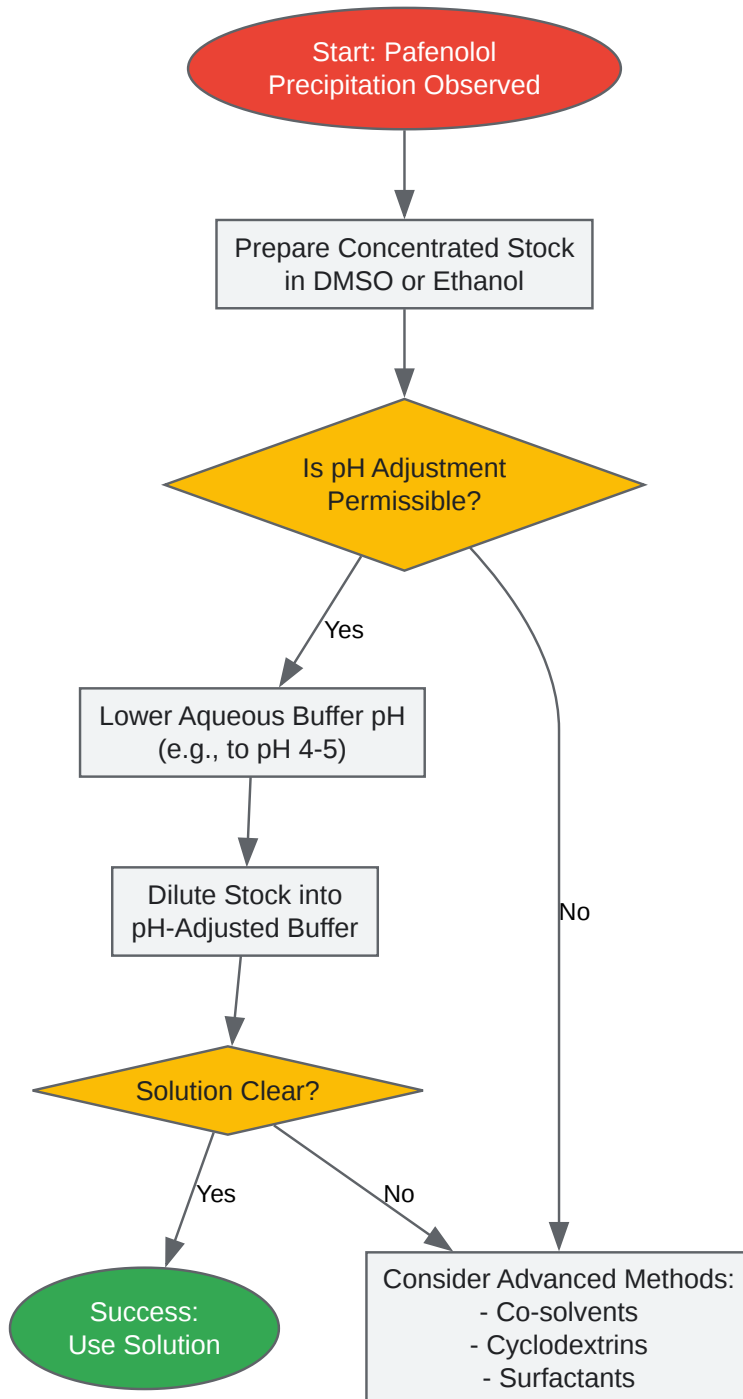 Start: Pafenolol
Precipitation Observed
Prepare Concentrated Stock
in DMSO or Ethanol
Is pH Adjustment
Permissible?
Yes
Lower Aqueous Buffer pH
(e.g., to pH 4-5)
Dilute Stock into
pH-Adjusted Buffer
No
Solution Clear?
Yes
No
Success:
Use Solution
Consider Advanced Methods:
- Co-solvents
- Cyclodextrins
- Surfactants